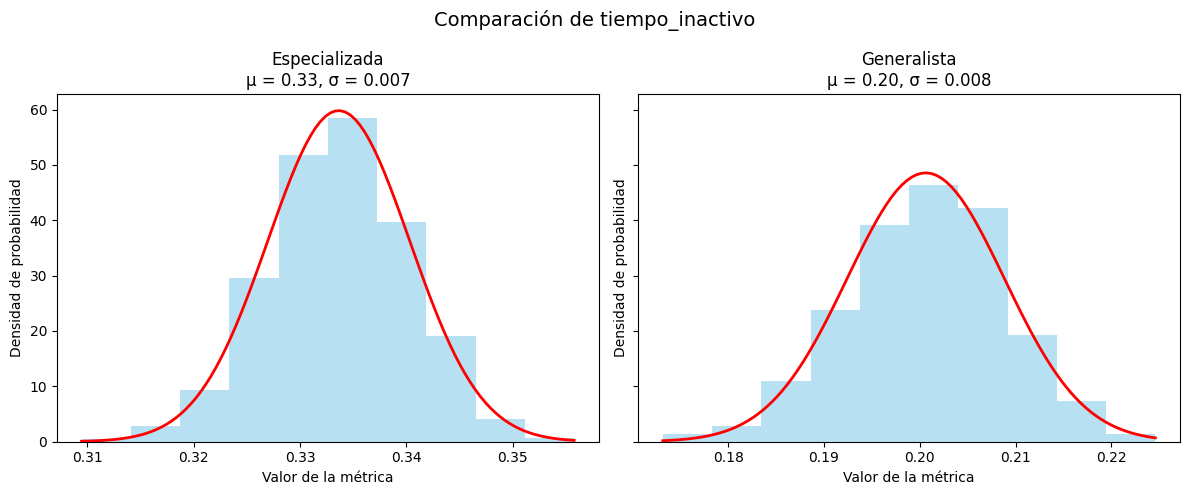 Comparación de tiempo_inactivo
Especializada
μ = 0.33, σ = 0.007
Densidad de probabilidad
60
50
40
30
20
10
0
0.31 0.32 0.33 0.34 0.35
Valor de la métrica
Generalista
μ = 0.20, σ = 0.008
Densidad de probabilidad
0.18 0.19 0.20 0.21 0.22
Valor de la métrica